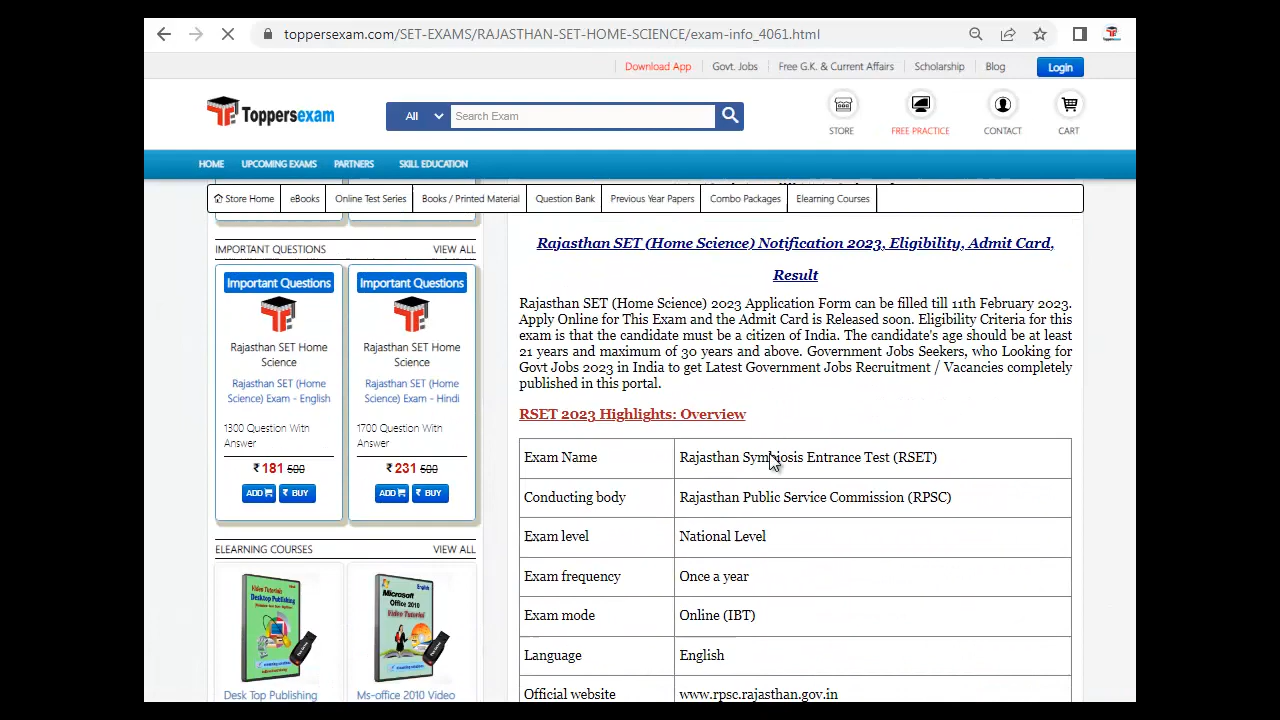 toppersexam.com/SET-EXAMS/RAJASTHAN-SET-HOME-SCIENCE/exam-info_4061.html
Download App Govt. Jobs Free G.K. & Current Affairs Scholarship Blog Login
Toppersexam All Search Exam
STORE FREE PRACTICE CONTACT CART
HOME UPCOMING EXAMS PARTNERS SKILL EDUCATION
Store Home eBooks Online Test Series Books / Printed Material Question Bank Previous Year Papers Combo Packages Elearning Courses
IMPORTANT QUESTIONS VIEW ALL
Important Questions Important Questions
Rajasthan SET Home Rajasthan SET Home
Science Science
Rajasthan SET (Home Rajasthan SET (Home
Science) Exam - English Science) Exam - Hindi
1300 Question With 1700 Question With
Answer Answer
₹ 181 500 ₹ 231 500
ADD ₹ BUY ADD ₹ BUY
ELEARNING COURSES VIEW ALL
Video Tutorials
Desktop Publishing
Microsoft
Office 2010
Video Tutorial
English
Desk Top Publishing Ms-office 2010 Video
Rajasthan SET (Home Science) Notification 2023, Eligibility, Admit Card,
Result
Rajasthan SET (Home Science) 2023 Application Form can be filled till 11th February 2023.
Apply Online for This Exam and the Admit Card is Released soon. Eligibility Criteria for this
exam is that the candidate must be a citizen of India. The candidate's age should be at least
21 years and maximum of 30 years and above. Government Jobs Seekers, who Looking for
Govt Jobs 2023 in India to get Latest Government Jobs Recruitment / Vacancies completely
published in this portal.
RSET 2023 Highlights: Overview
Exam Name Rajasthan Symbiosis Entrance Test (RSET)
Conducting body Rajasthan Public Service Commission (RPSC)
Exam level National Level
Exam frequency Once a year
Exam mode Online (IBT)
Language English
Official website www.rpsc.rajasthan.gov.in